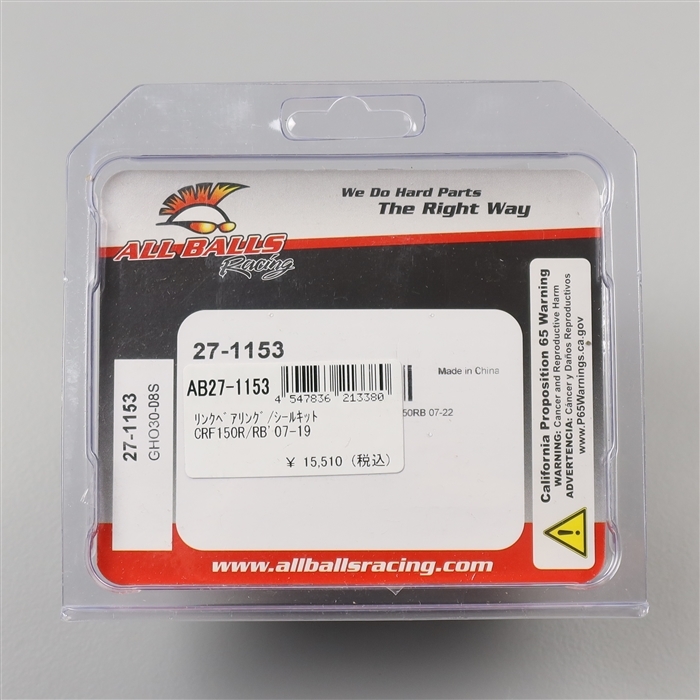 We Do Hard Parts
The Right Way
ALL BALLS
Racing
27-1153
Made in China
AB27-1153
4 547836 213380
50RB 07-22
ﾘﾝｸﾍﾞｱﾘﾝｸﾞ/ｼｰﾙｷｯﾄ
CRF150R/RB'07-19
¥ 15,510 (税込)
27-1153
GHO30-D8S
California Proposition 65 Warning
WARNING: Cancer and Reproductive Harm
ADVERTENCIA: Cáncer y Daños Reproductivos
www.P65Warnings.ca.gov
www.allballsracing.com